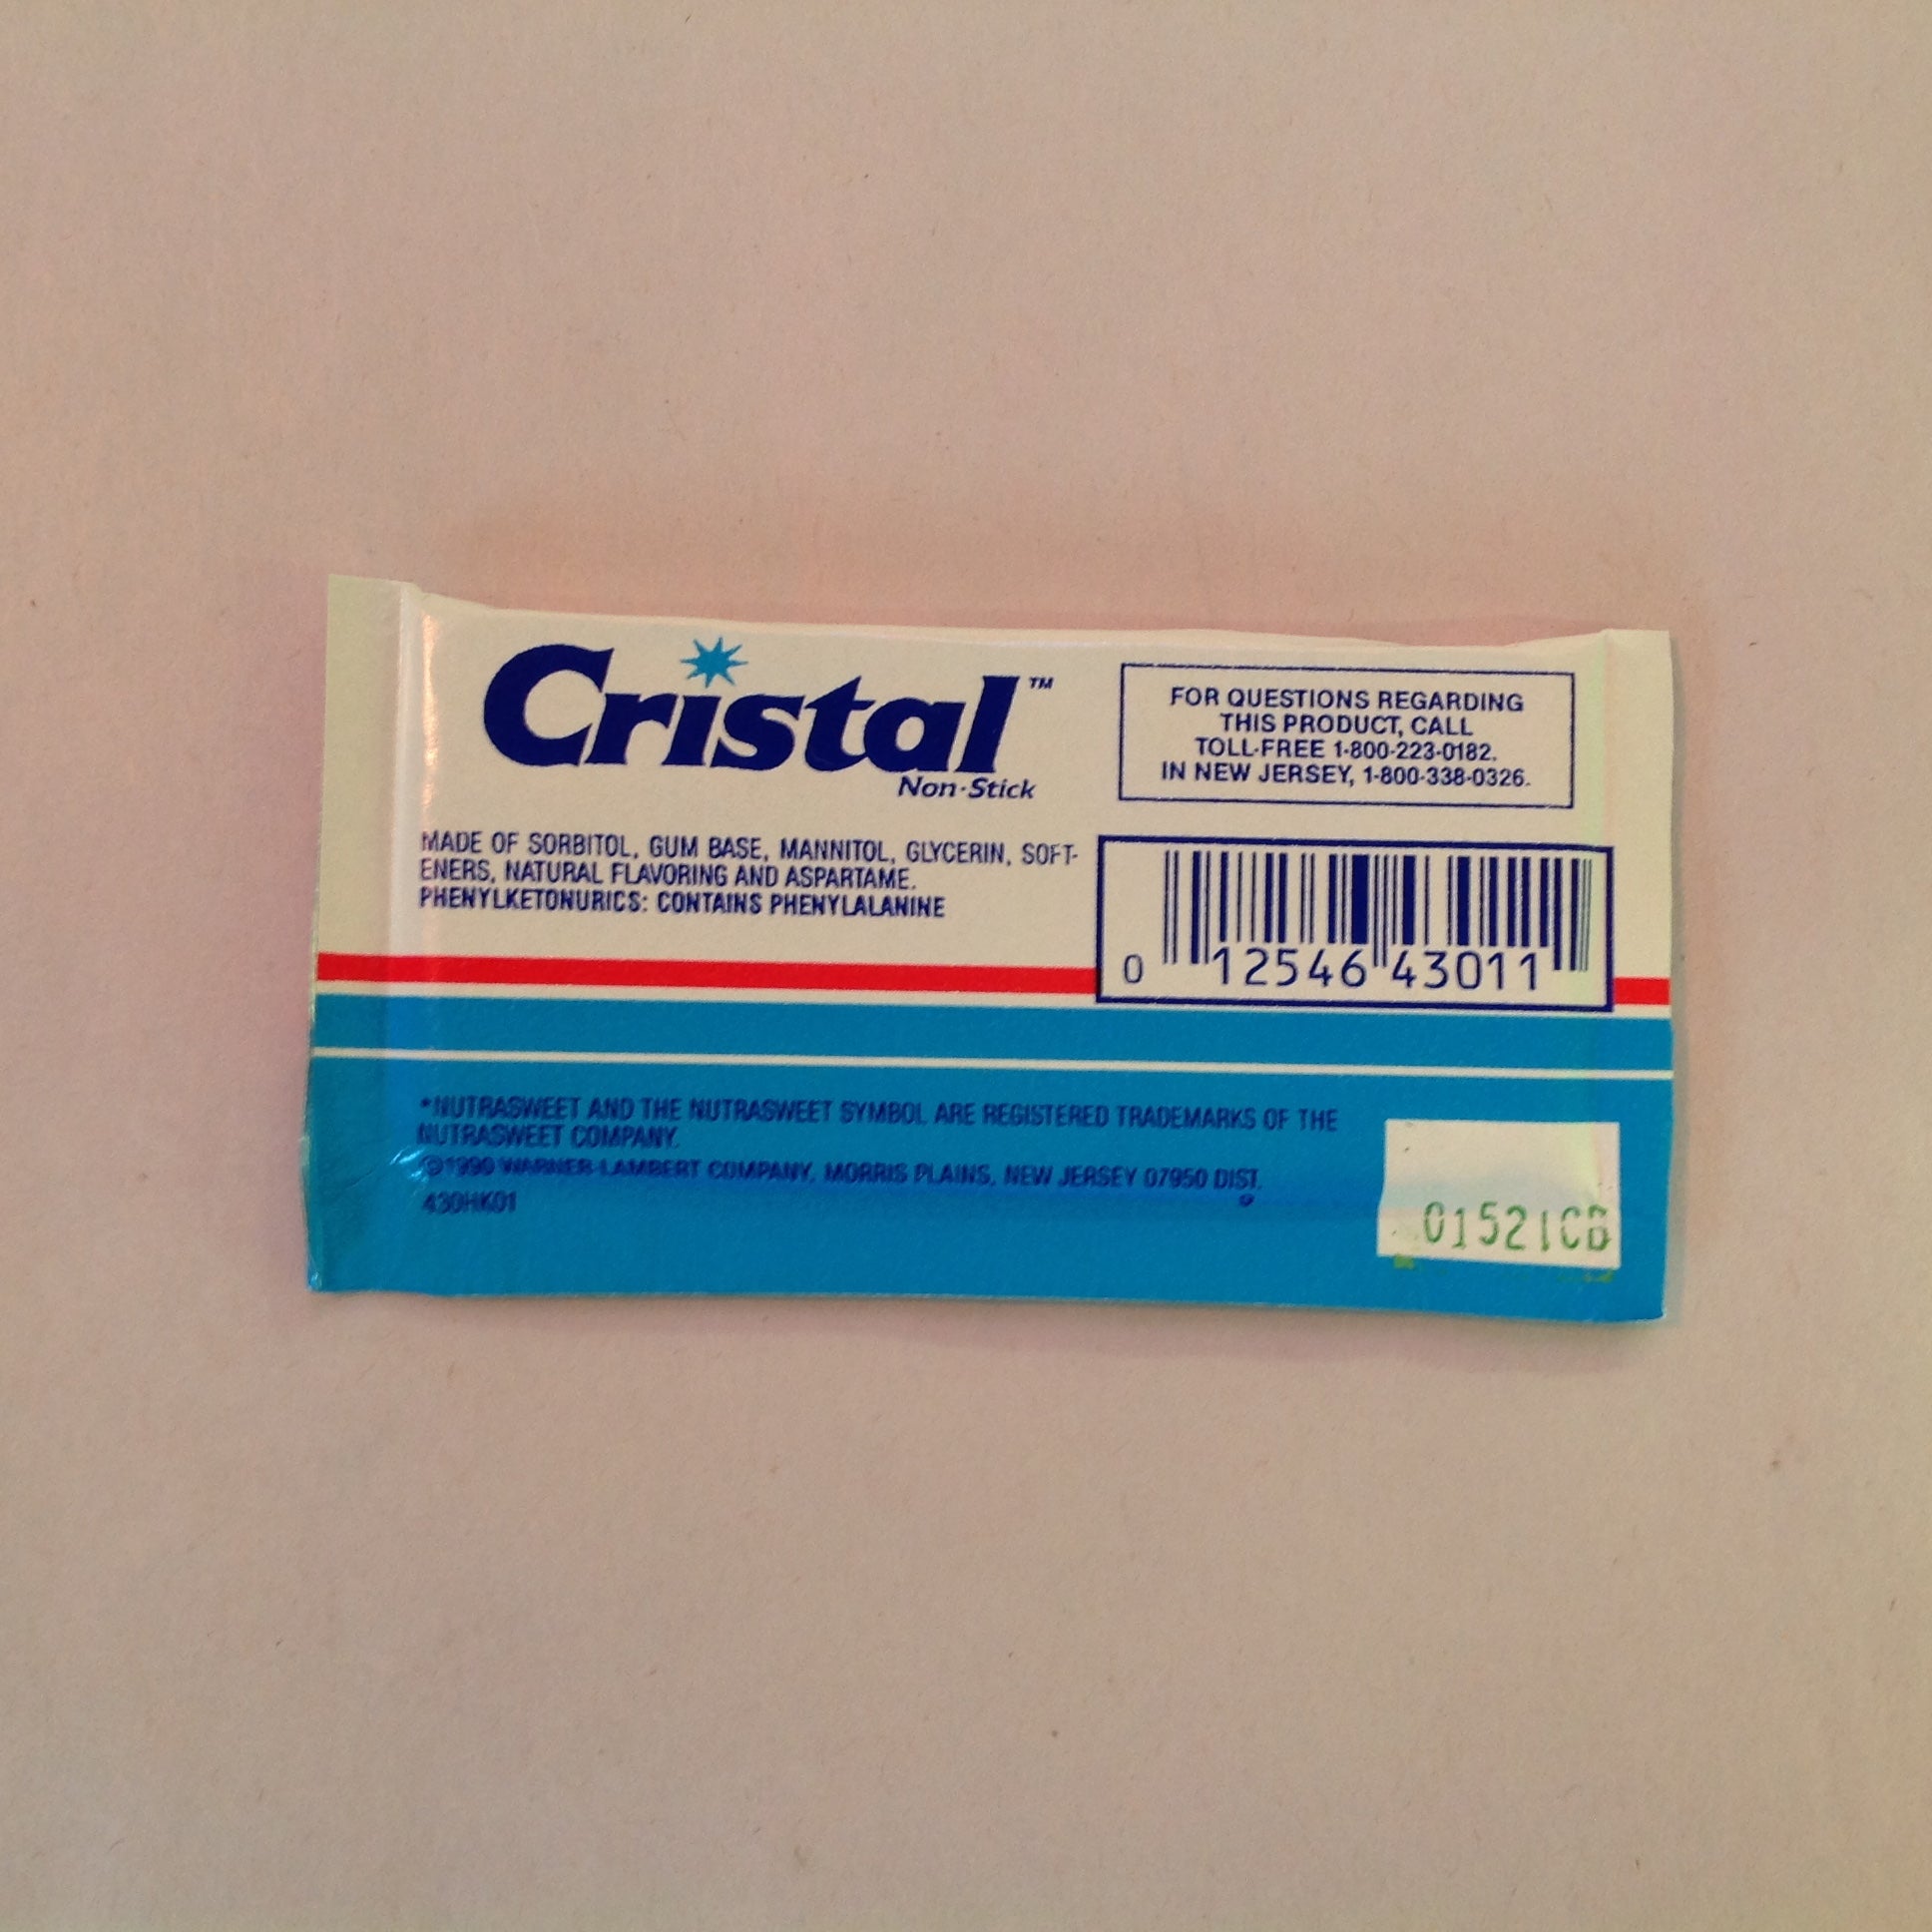 Cristal™
Non·Stick
FOR QUESTIONS REGARDING
THIS PRODUCT, CALL
TOLL-FREE 1-800-223-0182.
IN NEW JERSEY, 1-800-338-0326.
MADE OF SORBITOL, GUM BASE, MANNITOL, GLYCERIN, SOFT-
ENERS, NATURAL FLAVORING AND ASPARTAME.
PHENYLKETONURICS: CONTAINS PHENYLALANINE
0 12546 43011
*NUTRASWEET AND THE NUTRASWEET SYMBOL ARE REGISTERED TRADEMARKS OF THE
NUTRASWEET COMPANY.
©1990 WARNER-LAMBERT COMPANY, MORRIS PLAINS, NEW JERSEY 07950 DIST.
430HK01
01521CB